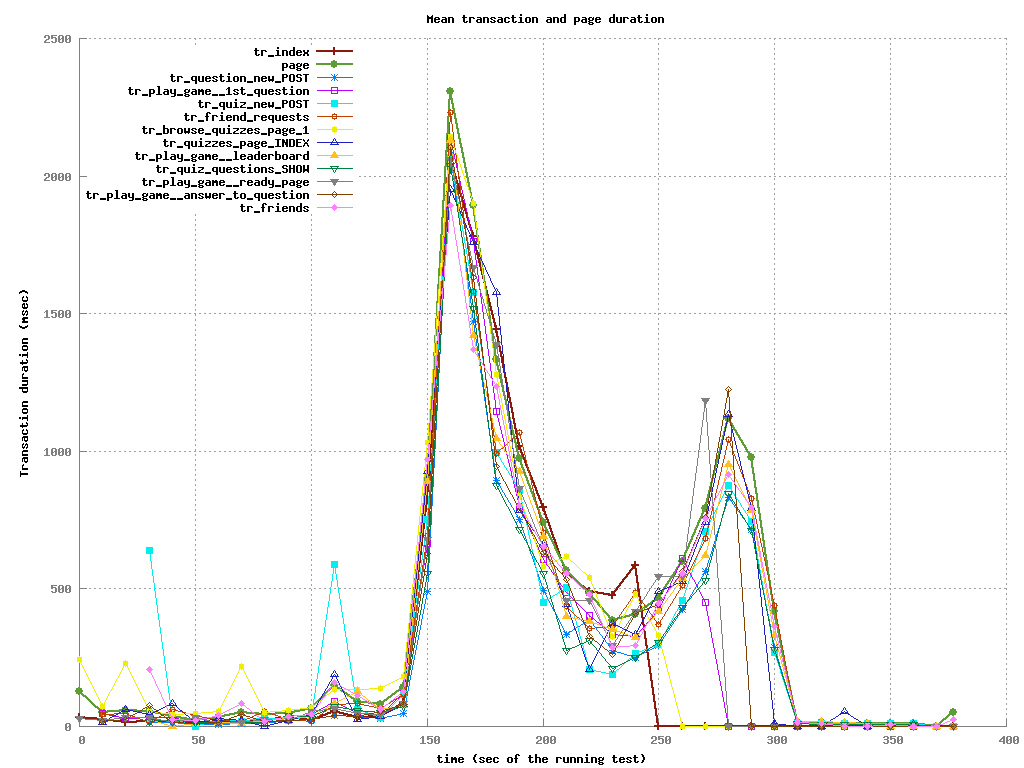 Mean transaction and page duration
2500
2000
1500
1000
500
0
Transaction duration (msec)
tr_index
page
tr_question_new_POST
tr_play_game__1st_question
tr_quiz_new_POST
tr_friend_requests
tr_browse_quizzes_page_1
tr_quizzes_page_INDEX
tr_play_game__leaderboard
tr_quiz_questions_SHOW
tr_play_game__ready_page
tr_play_game__answer_to_question
tr_friends
0 50 100 150 200 250 300 350 400
time (sec of the running test)